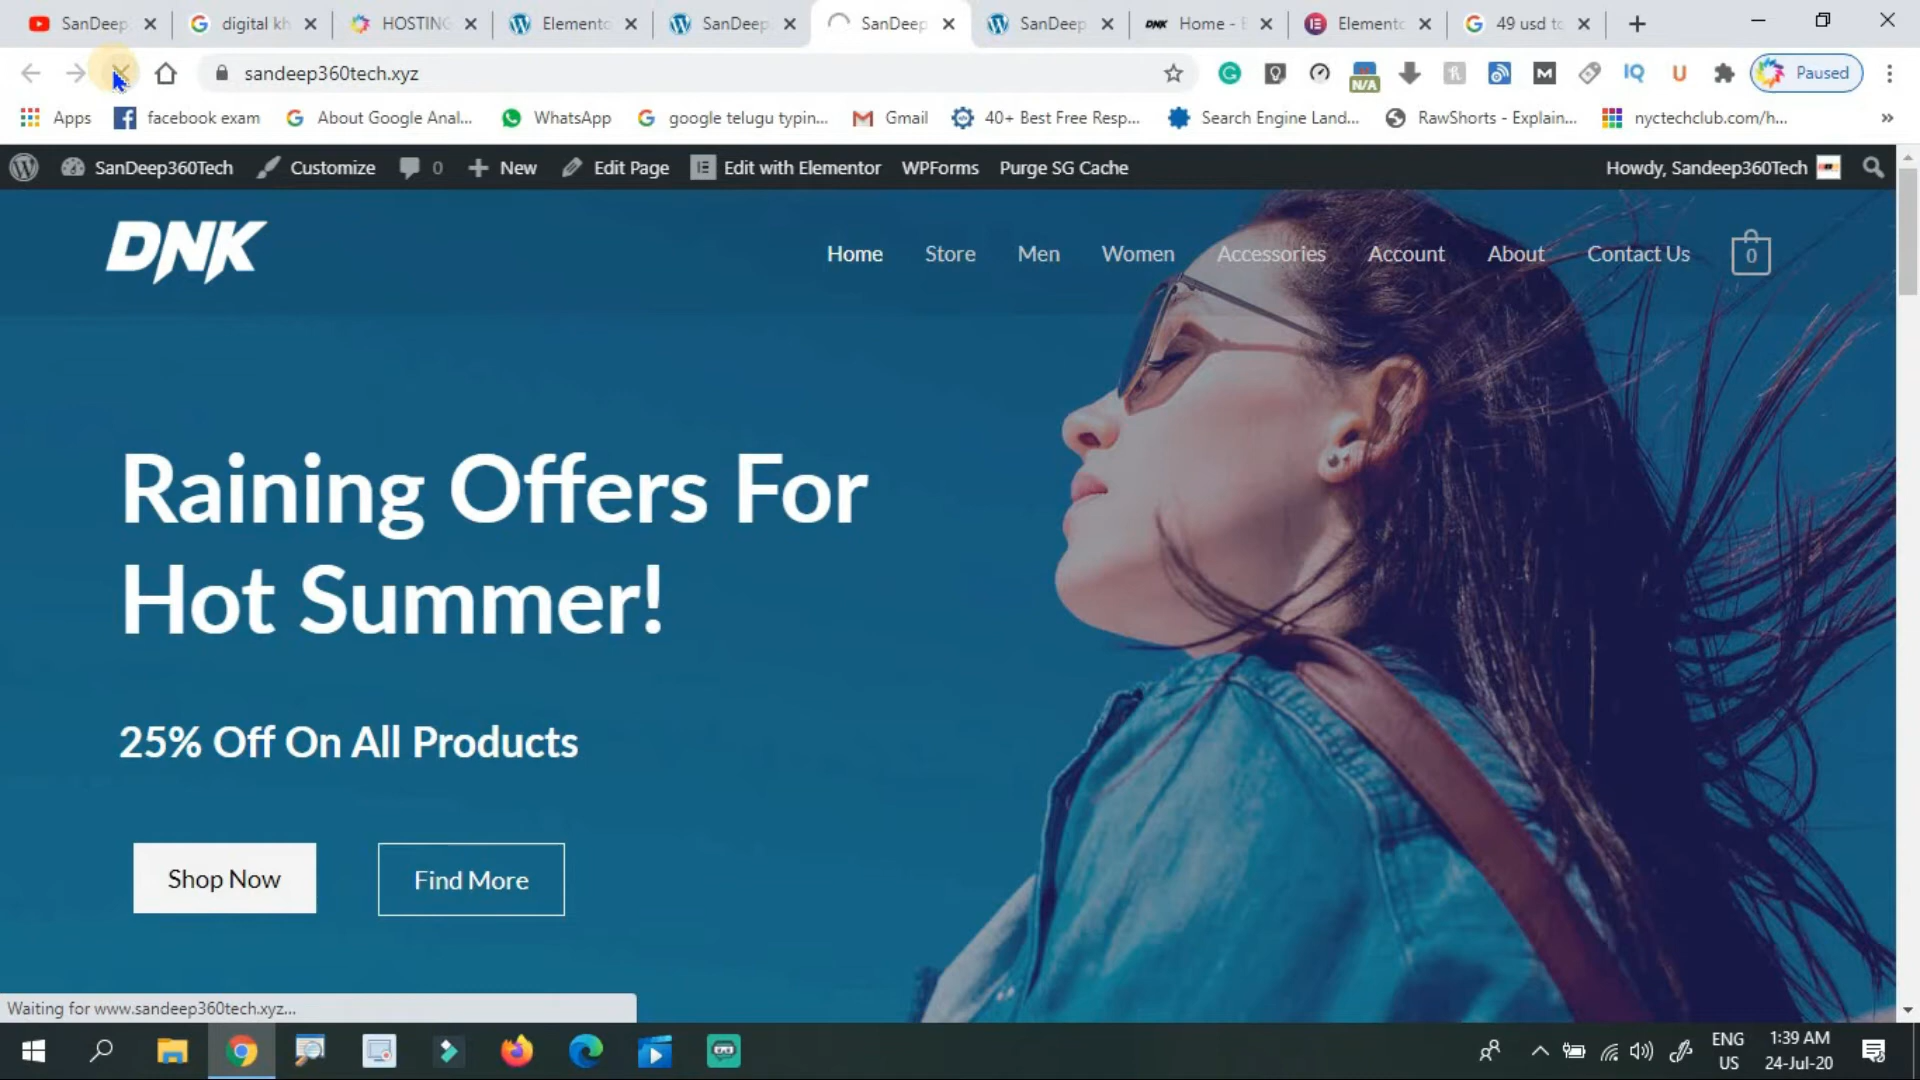 SanDeep
digital kh
HOSTING
Elemento
SanDeep
SanDeep
SanDeep
DNK Home - E
Elemento
49 usd to
sandeep360tech.xyz
N/A
IQ
Paused
Apps
facebook exam
About Google Anal...
WhatsApp
google telugu typin...
Gmail
40+ Best Free Resp...
Search Engine Land...
RawShorts - Explain...
nyctechclub.com/h...
»
SanDeep360Tech
Customize
0
New
Edit Page
Edit with Elementor
WPForms
Purge SG Cache
Howdy, Sandeep360Tech
DNK
Home
Store
Men
Women
Accessories
Account
About
Contact Us
0
Raining Offers For
Hot Summer!
25% Off On All Products
Shop Now
Find More
Waiting for www.sandeep360tech.xyz...
ENG
US
1:39 AM
24-Jul-20